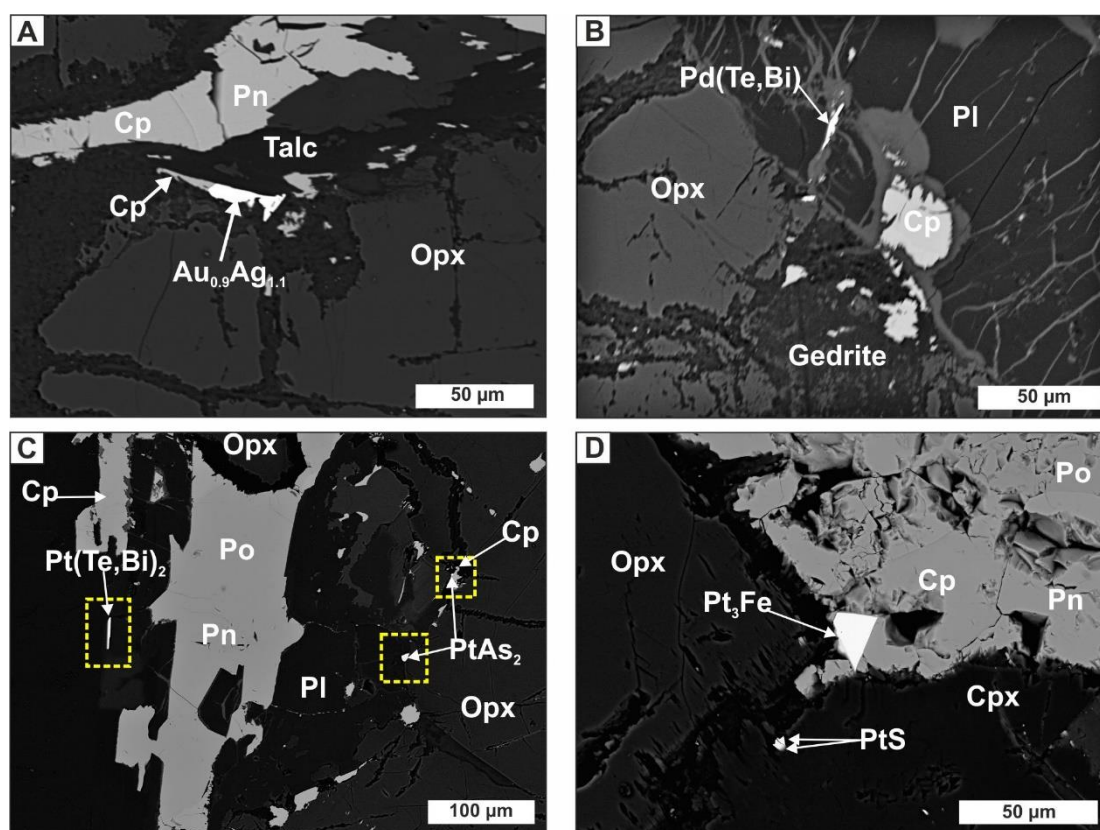 A
Pn
Cp
Talc
Cp
Opx
Au₀.₉Ag₁.₁
50 µm
B
Pd(Te,Bi)
Pl
Opx
Cp
Gedrite
50 µm
C
Opx
Cp
Cp
Po
Pt(Te,Bi)₂
Pn
PtAs₂
Pl
Opx
100 µm
D
Po
Opx
Cp
Pt₃Fe
Pn
Cpx
PtS
50 µm